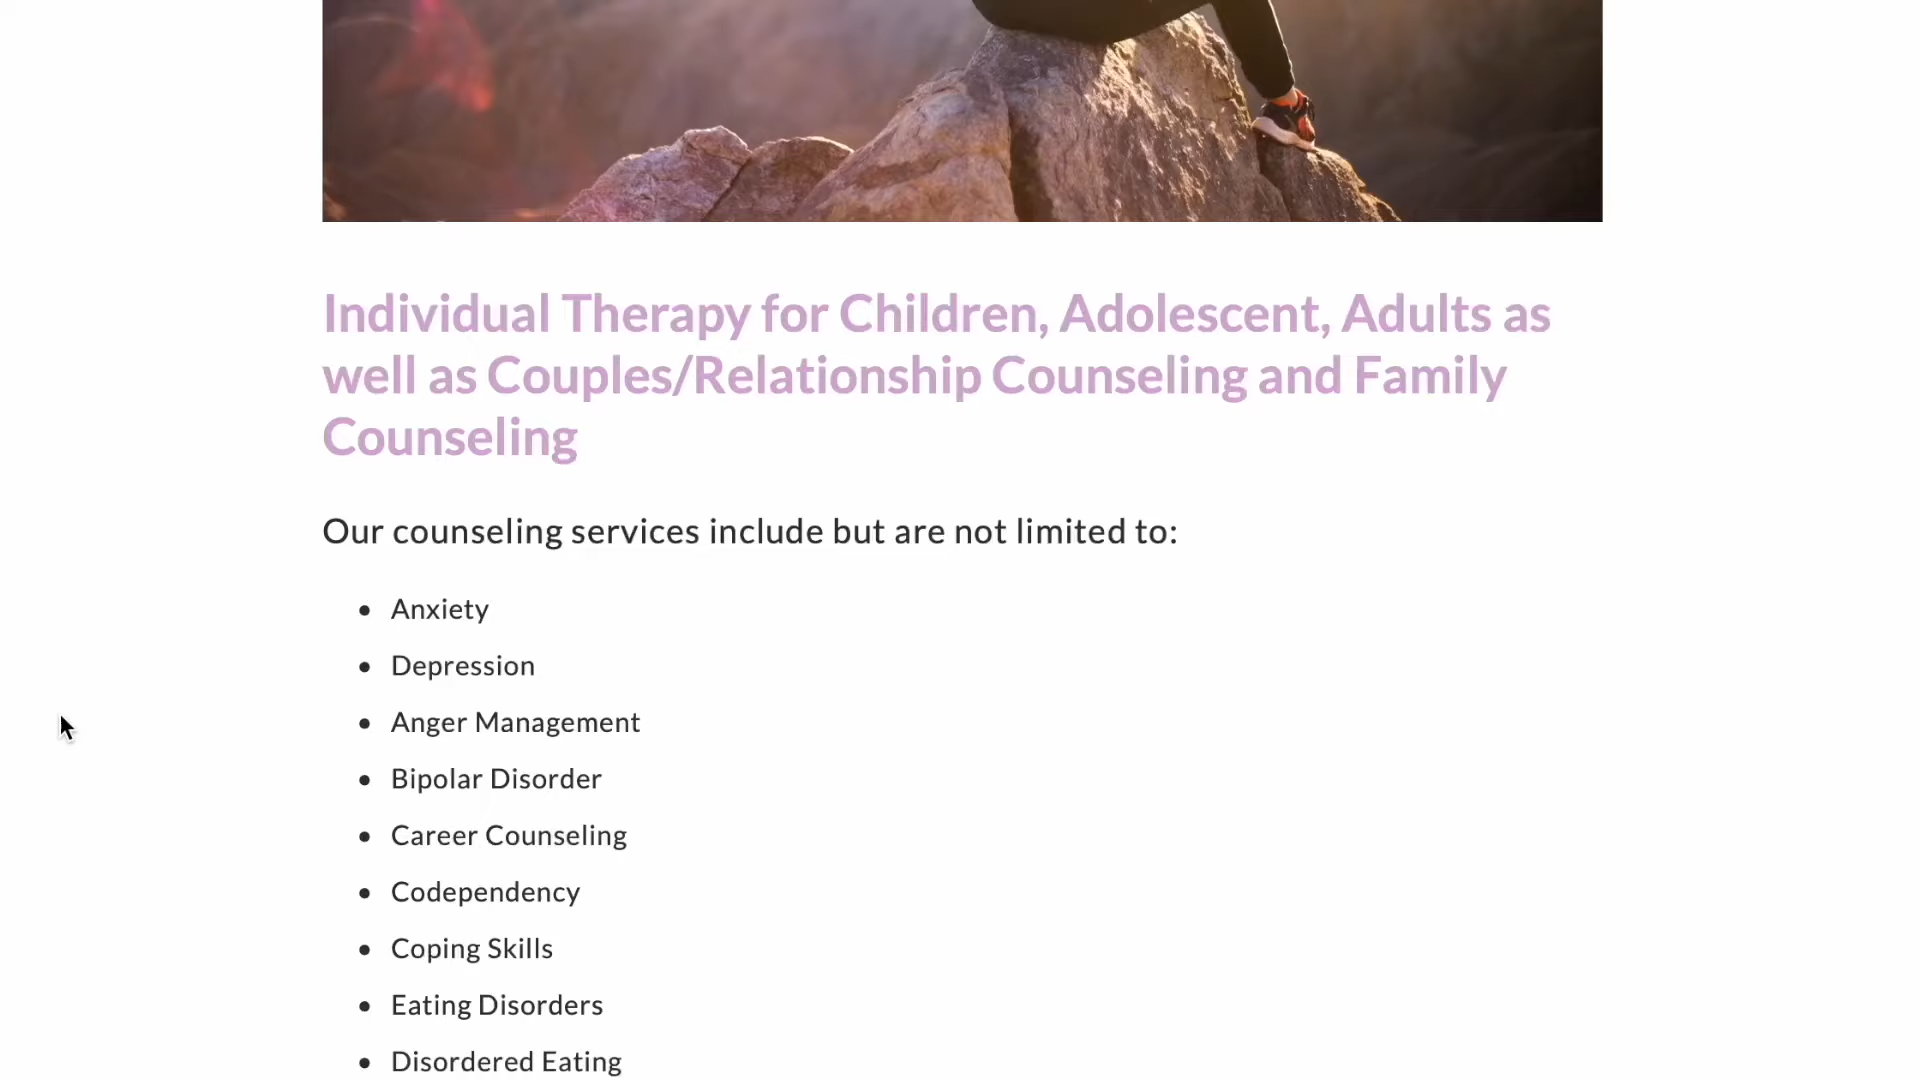 Individual Therapy for Children, Adolescent, Adults as
well as Couples/Relationship Counseling and Family
Counseling
Our counseling services include but are not limited to:
Anxiety
Depression
Anger Management
Bipolar Disorder
Career Counseling
Codependency
Coping Skills
Eating Disorders
Disordered Eating